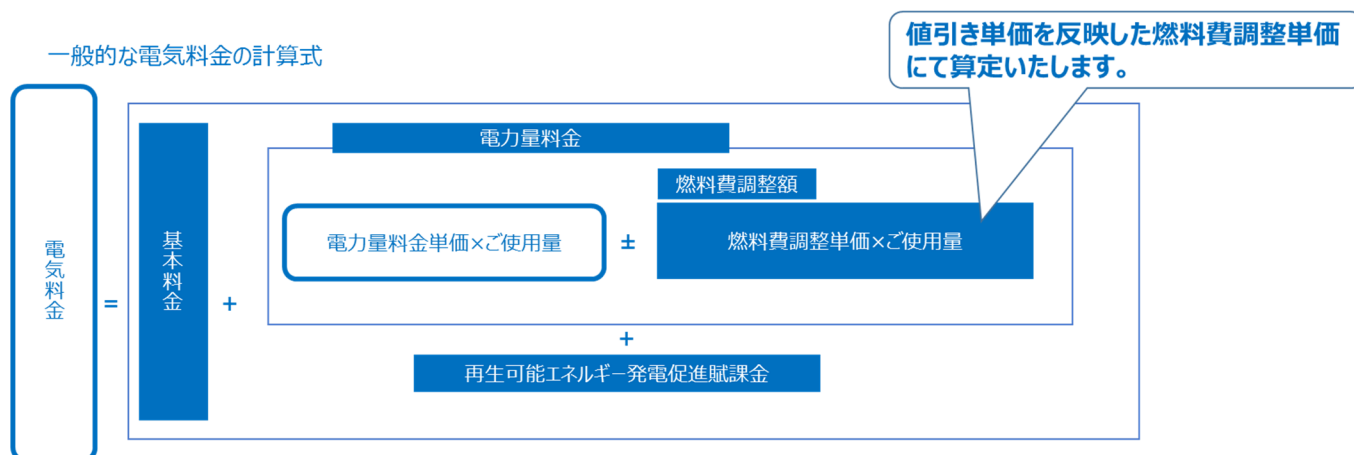 値引き単価を反映した燃料費調整単価
にて算定いたします。
一般的な電気料金の計算式
電気料金
=
基本料金
+
電力量料金
燃料費調整額
電力量料金単価×ご使用量
±
燃料費調整単価×ご使用量
+
再生可能エネルギー発電促進賦課金